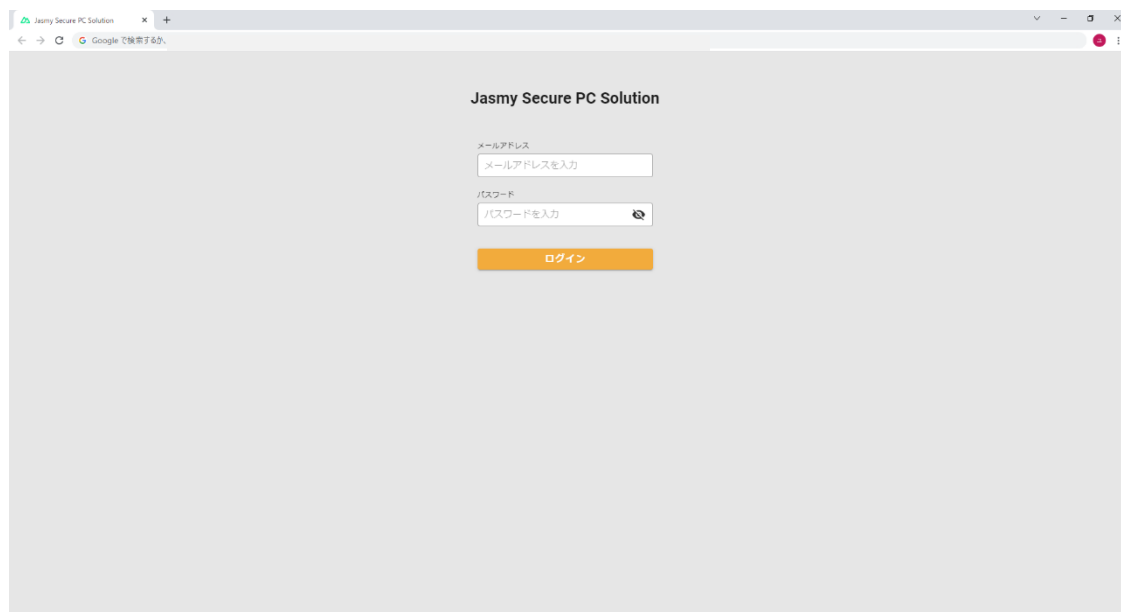 Jasmy Secure PC Solution
Google で検索するか、
Jasmy Secure PC Solution
メールアドレス
メールアドレスを入力
パスワード
パスワードを入力
ログイン